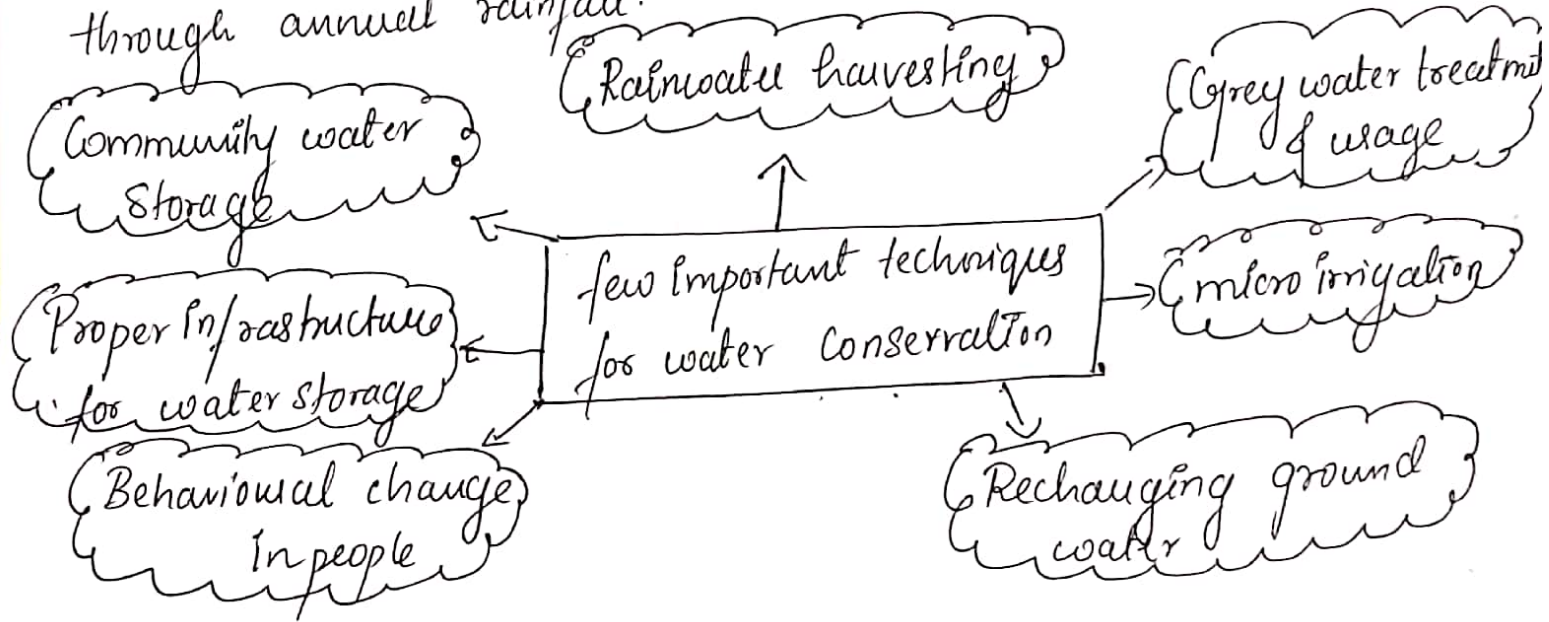 through annual rainfall.
Rainwater harvesting
Grey water treatmt
& usage
Community water
storage
few important techniques
for water conservation
micro irrigation
Proper infrastructure
for water storage
Behavioural change
in people
Recharging ground
water